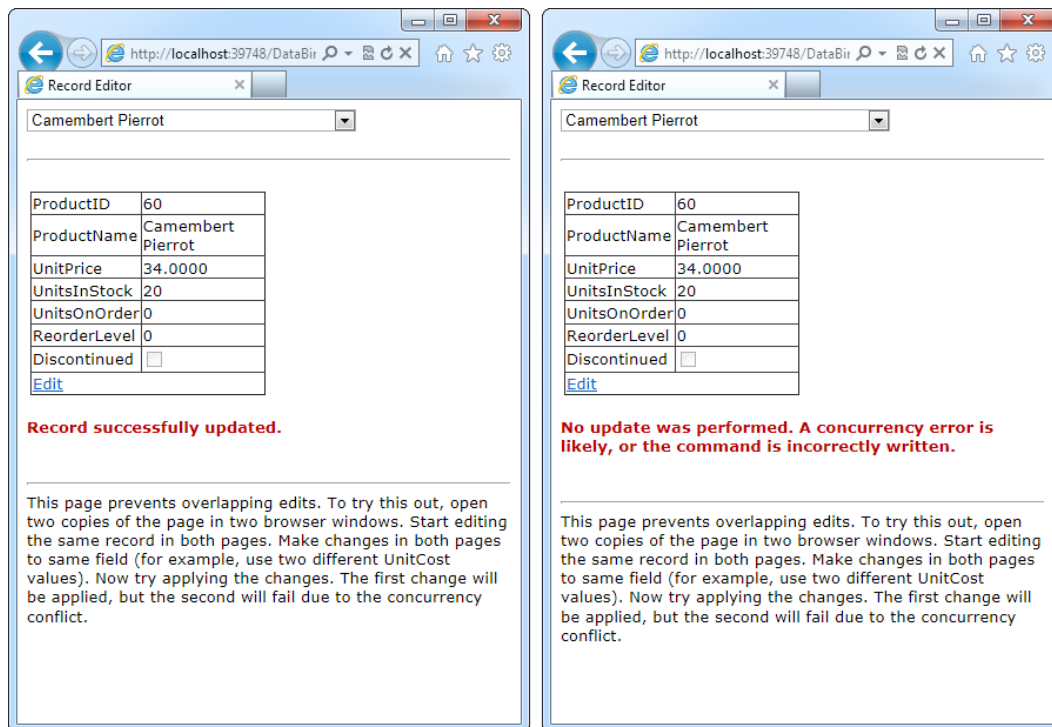 http://localhost:39748/DataBin
Record Editor
Camembert Pierrot
ProductID 60
ProductName Camembert
Pierrot
UnitPrice 34.0000
UnitsInStock 20
UnitsOnOrder 0
ReorderLevel 0
Discontinued
Edit
Record successfully updated.
This page prevents overlapping edits. To try this out, open
two copies of the page in two browser windows. Start editing
the same record in both pages. Make changes in both pages
to same field (for example, use two different UnitCost
values). Now try applying the changes. The first change will
be applied, but the second will fail due to the concurrency
conflict.
http://localhost:39748/DataBin
Record Editor
Camembert Pierrot
ProductID 60
ProductName Camembert
Pierrot
UnitPrice 34.0000
UnitsInStock 20
UnitsOnOrder 0
ReorderLevel 0
Discontinued
Edit
No update was performed. A concurrency error is
likely, or the command is incorrectly written.
This page prevents overlapping edits. To try this out, open
two copies of the page in two browser windows. Start editing
the same record in both pages. Make changes in both pages
to same field (for example, use two different UnitCost
values). Now try applying the changes. The first change will
be applied, but the second will fail due to the concurrency
conflict.